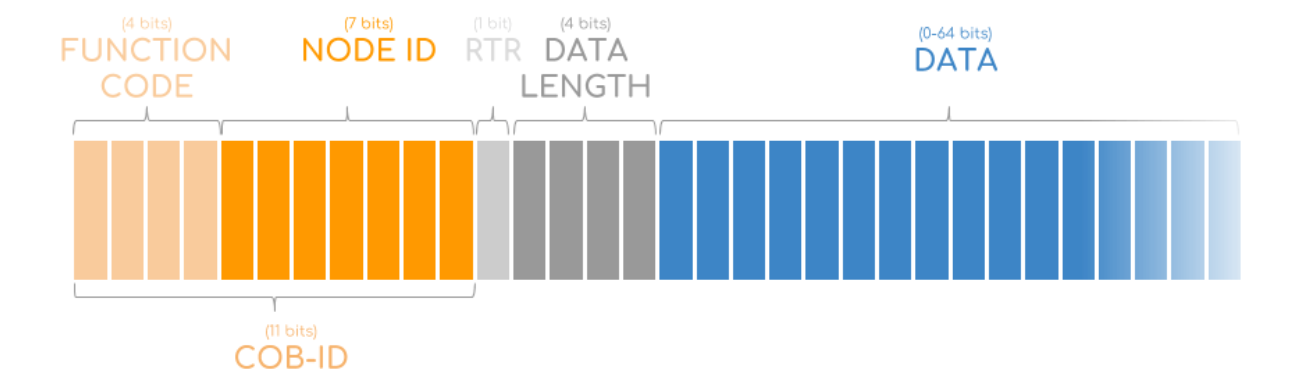 (4 bits)
FUNCTION
CODE
(7 bits)
NODE ID
(1 bit)
RTR
(4 bits)
DATA
LENGTH
(0-64 bits)
DATA
(11 bits)
COB-ID